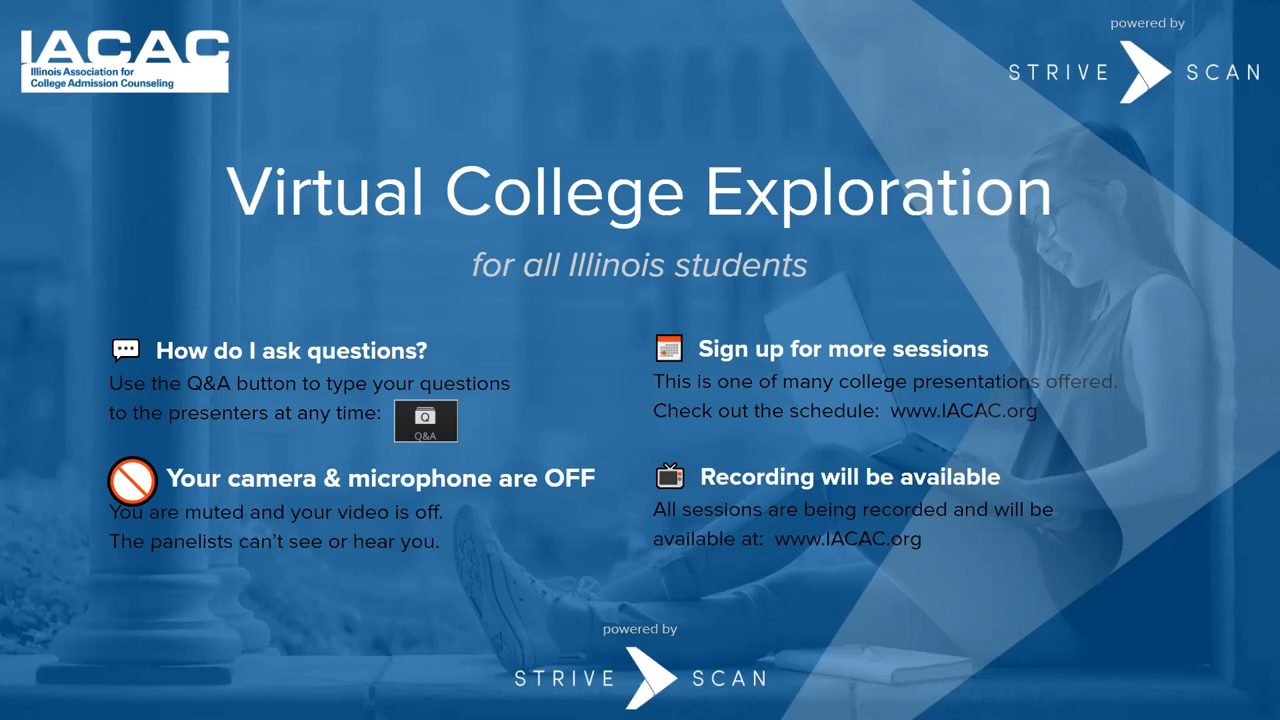 IACAC
Illinois Association for
College Admission Counseling
powered by
STRIVE SCAN
Virtual College Exploration
for all Illinois students
How do I ask questions?
Use the Q&A button to type your questions
to the presenters at any time:
Q
Q&A
Your camera & microphone are OFF
You are muted and your video is off.
The panelists can't see or hear you.
Sign up for more sessions
This is one of many college presentations offered.
Check out the schedule: www.IACAC.org
Recording will be available
All sessions are being recorded and will be
available at: www.IACAC.org
powered by
STRIVE SCAN